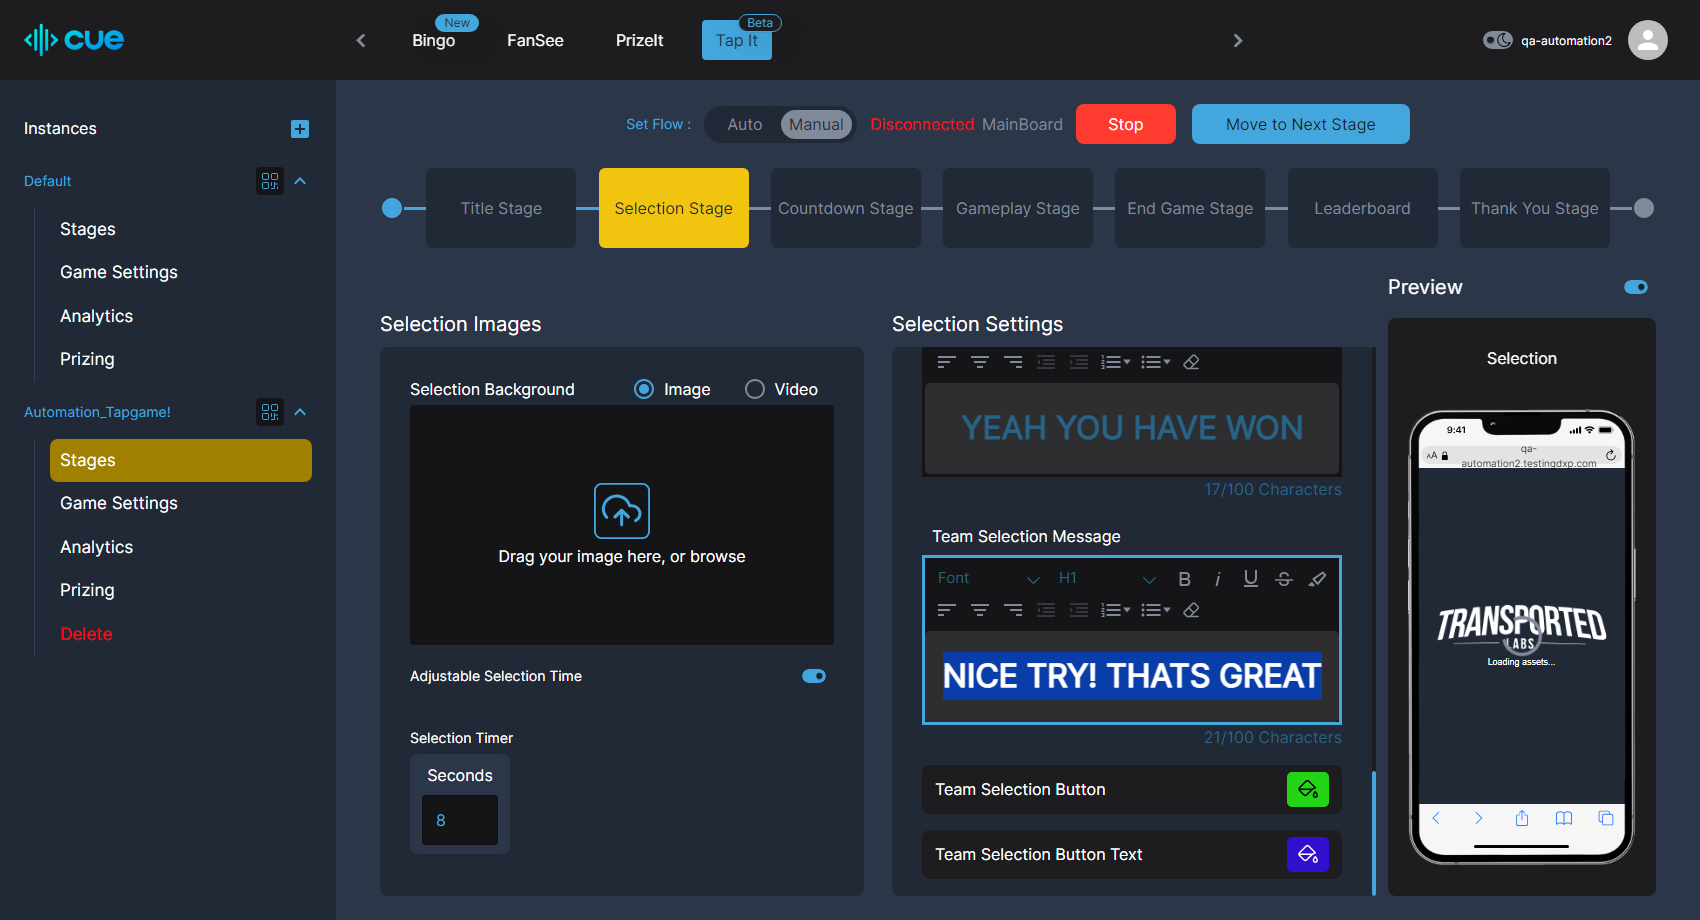 cue
Bingo
New
FanSee
PrizeIt
Tap It
Beta
qa-automation2
Instances
Default
Stages
Game Settings
Analytics
Prizing
Automation_Tapgame!
Stages
Game Settings
Analytics
Prizing
Delete
Set Flow :
Auto
Manual
Disconnected MainBoard
Stop
Move to Next Stage
Title Stage
Selection Stage
Countdown Stage
Gameplay Stage
End Game Stage
Leaderboard
Thank You Stage
Selection Images
Selection Background
Image
Video
Drag your image here, or browse
Adjustable Selection Time
Selection Timer
Seconds
8
Selection Settings
YEAH YOU HAVE WON
17/100 Characters
Team Selection Message
Font
H1
B
i
U
S
NICE TRY! THATS GREAT
21/100 Characters
Team Selection Button
Team Selection Button Text
Preview
Selection
9:41
AA
qa-
automation2.testingdxp.com
TRANSPORTED
LABS
Loading assets...